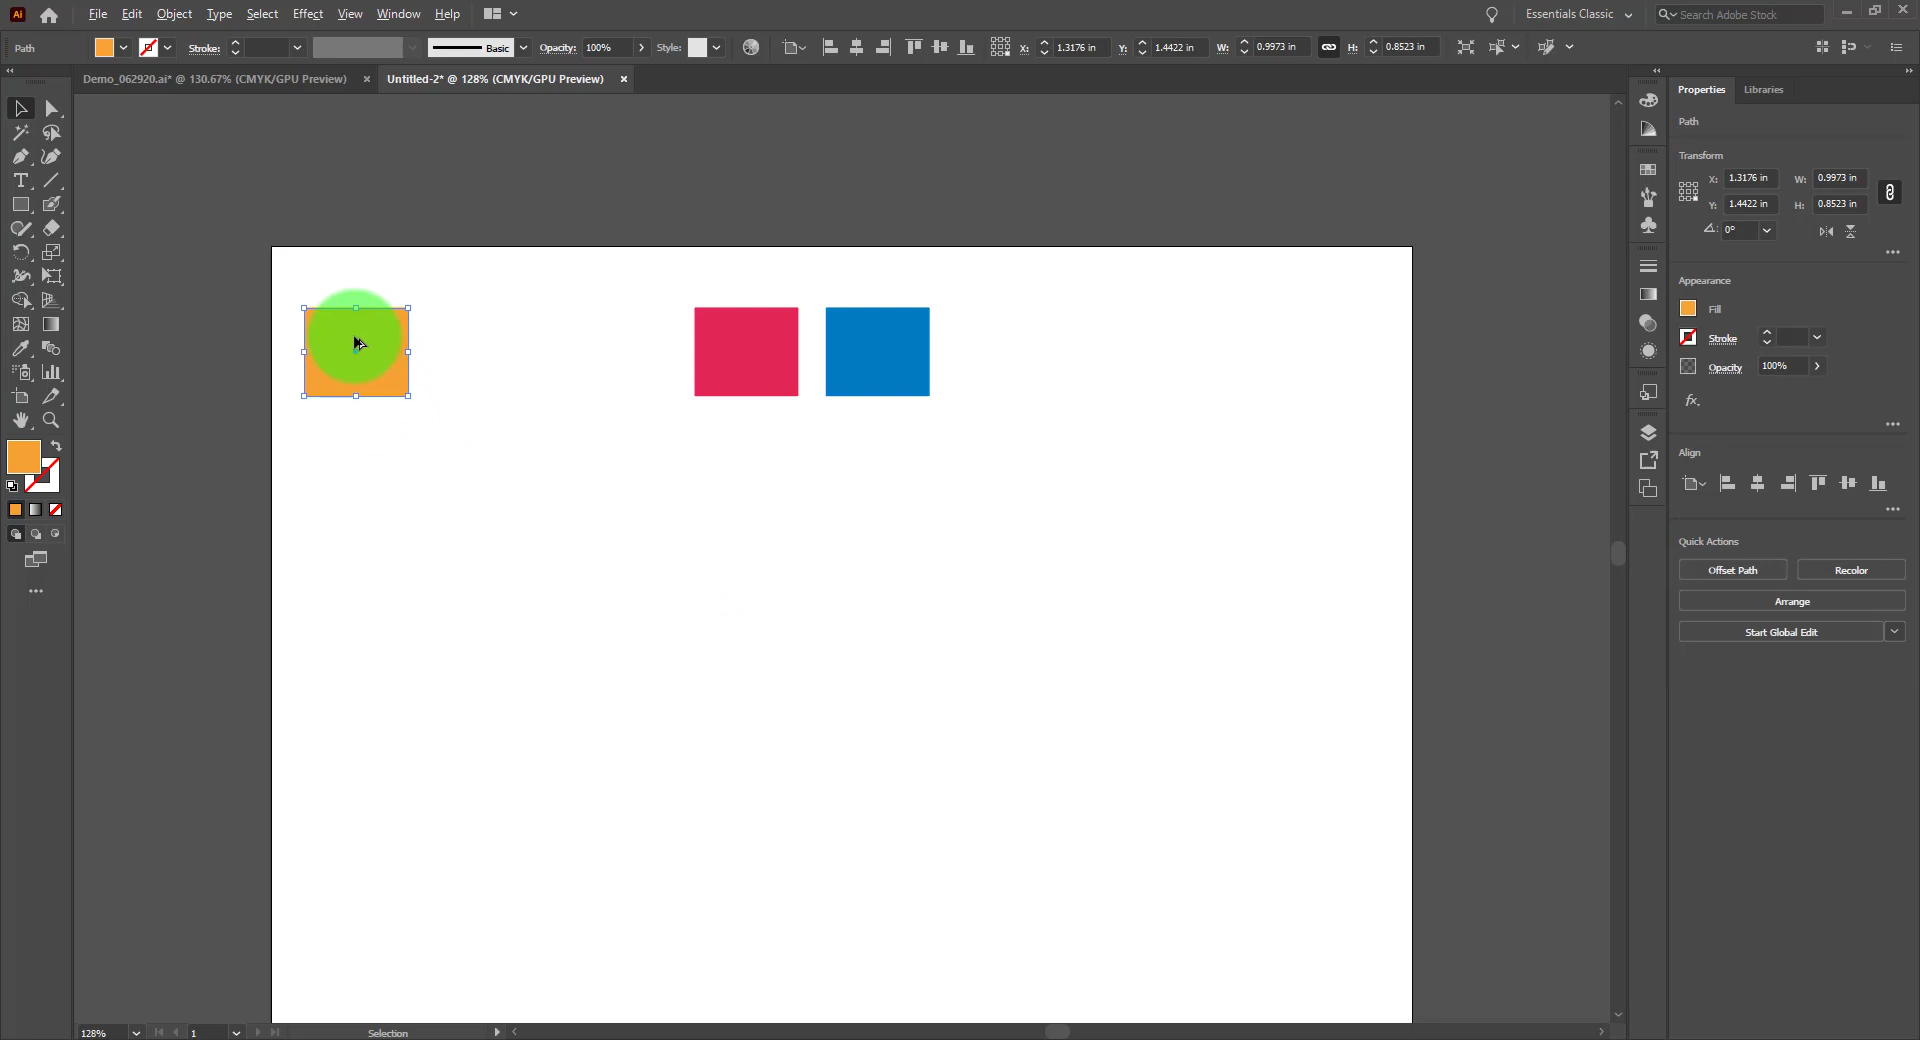 Ai File Edit Object Type Select Effect View Window Help Essentials Classic Search Adobe Stock
Path Stroke: Basic Opacity: 100% Style: X: 1.3176 in Y: 1.4422 in W: 0.9973 in H: 0.8523 in
Demo_062920.ai* @ 130.67% (CMYK/GPU Preview) × Untitled-2* @ 128% (CMYK/GPU Preview) ×
Properties Libraries
Path
Transform
X: 1.3176 in W: 0.9973 in
Y: 1.4422 in H: 0.8523 in
0°
Appearance
Fill
Stroke
Opacity 100%
fx.
Align
Quick Actions
Offset Path Recolor
Arrange
Start Global Edit
128% 1 Selection